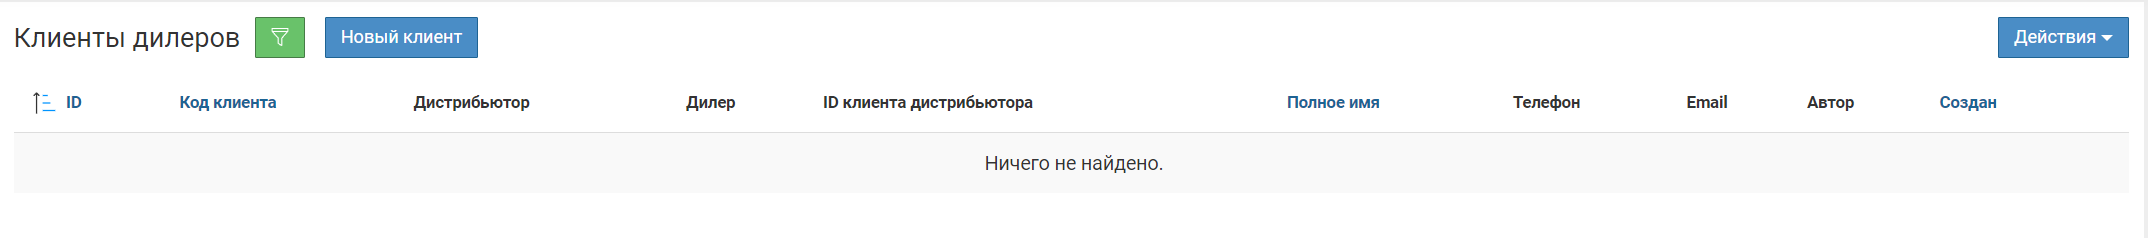 Клиенты дилеров Новый клиент Действия
ID Код клиента Дистрибьютор Дилер ID клиента дистрибьютора Полное имя Телефон Email Автор Создан
Ничего не найдено.